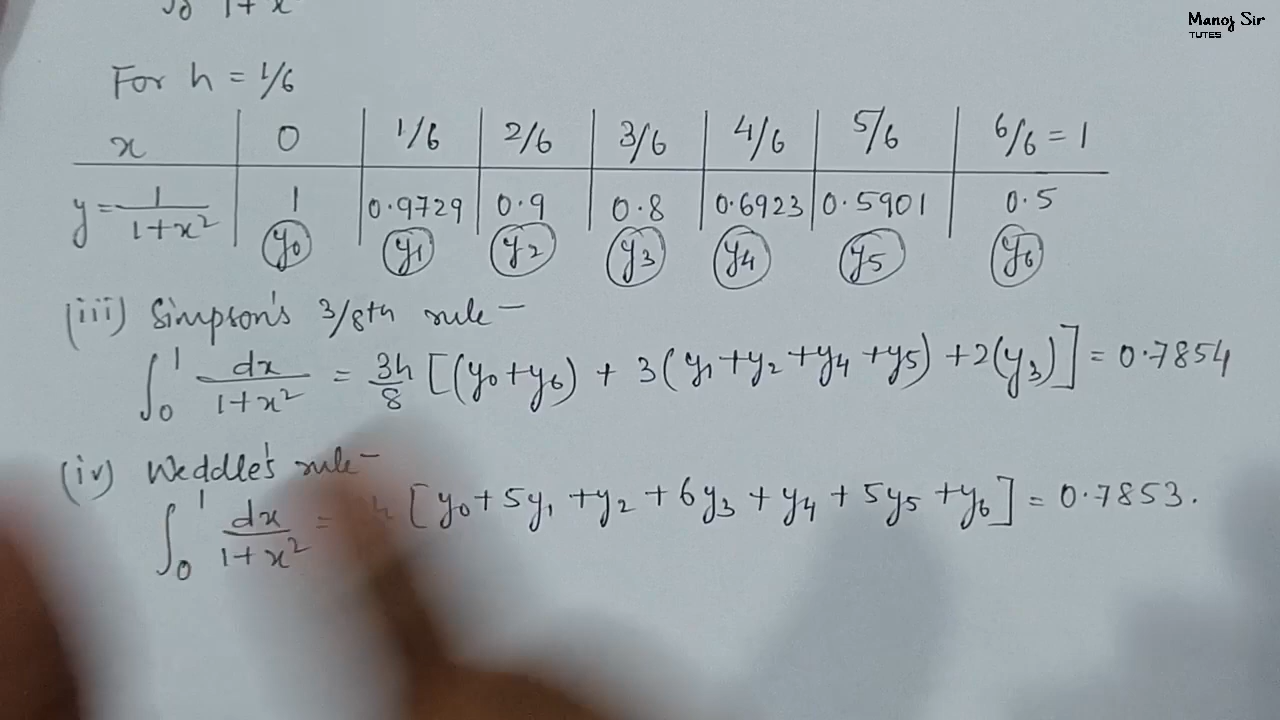 Manoj Sir
TUTES
For h = 1/6
x | 0 | 1/6 | 2/6 | 3/6 | 4/6 | 5/6 | 6/6 = 1
y = 1/(1+x²) | 1 | 0.9729 | 0.9 | 0.8 | 0.6923 | 0.5901 | 0.5
y₀ y₁ y₂ y₃ y₄ y₅ y₆
(iii) Simpson's 3/8th rule –
∫₀¹ dx/(1+x²) = 3h/8 [(y₀+y₆) + 3(y₁+y₂+y₄+y₅) + 2(y₃)] = 0.7854
(iv) Weddle's rule –
∫₀¹ dx/(1+x²) = h [y₀ + 5y₁ + y₂ + 6y₃ + y₄ + 5y₅ + y₆] = 0.7853.